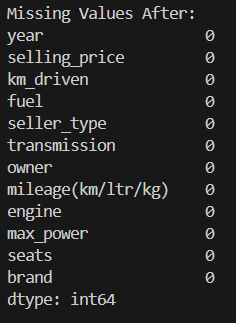 Missing Values After:
year 0
selling_price 0
km_driven 0
fuel 0
seller_type 0
transmission 0
owner 0
mileage(km/ltr/kg) 0
engine 0
max_power 0
seats 0
brand 0
dtype: int64